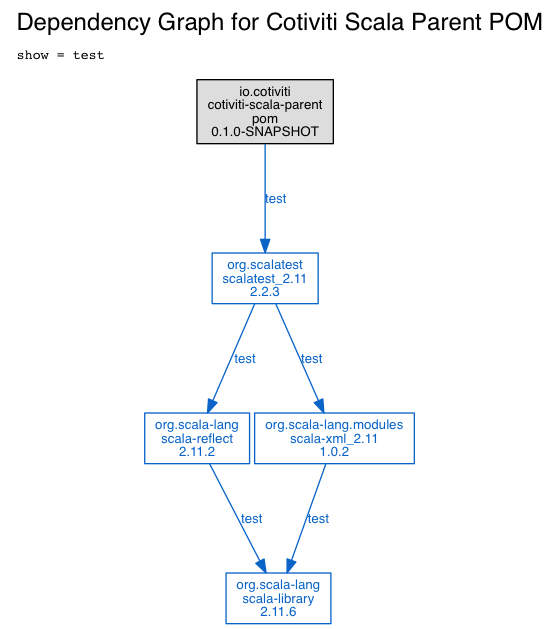 Dependency Graph for Cotiviti Scala Parent POM
show = test
io.cotiviti
cotiviti-scala-parent
pom
0.1.0-SNAPSHOT
test
org.scalatest
scalatest_2.11
2.2.3
test
test
org.scala-lang
scala-reflect
2.11.2
org.scala-lang.modules
scala-xml_2.11
1.0.2
test
test
org.scala-lang
scala-library
2.11.6